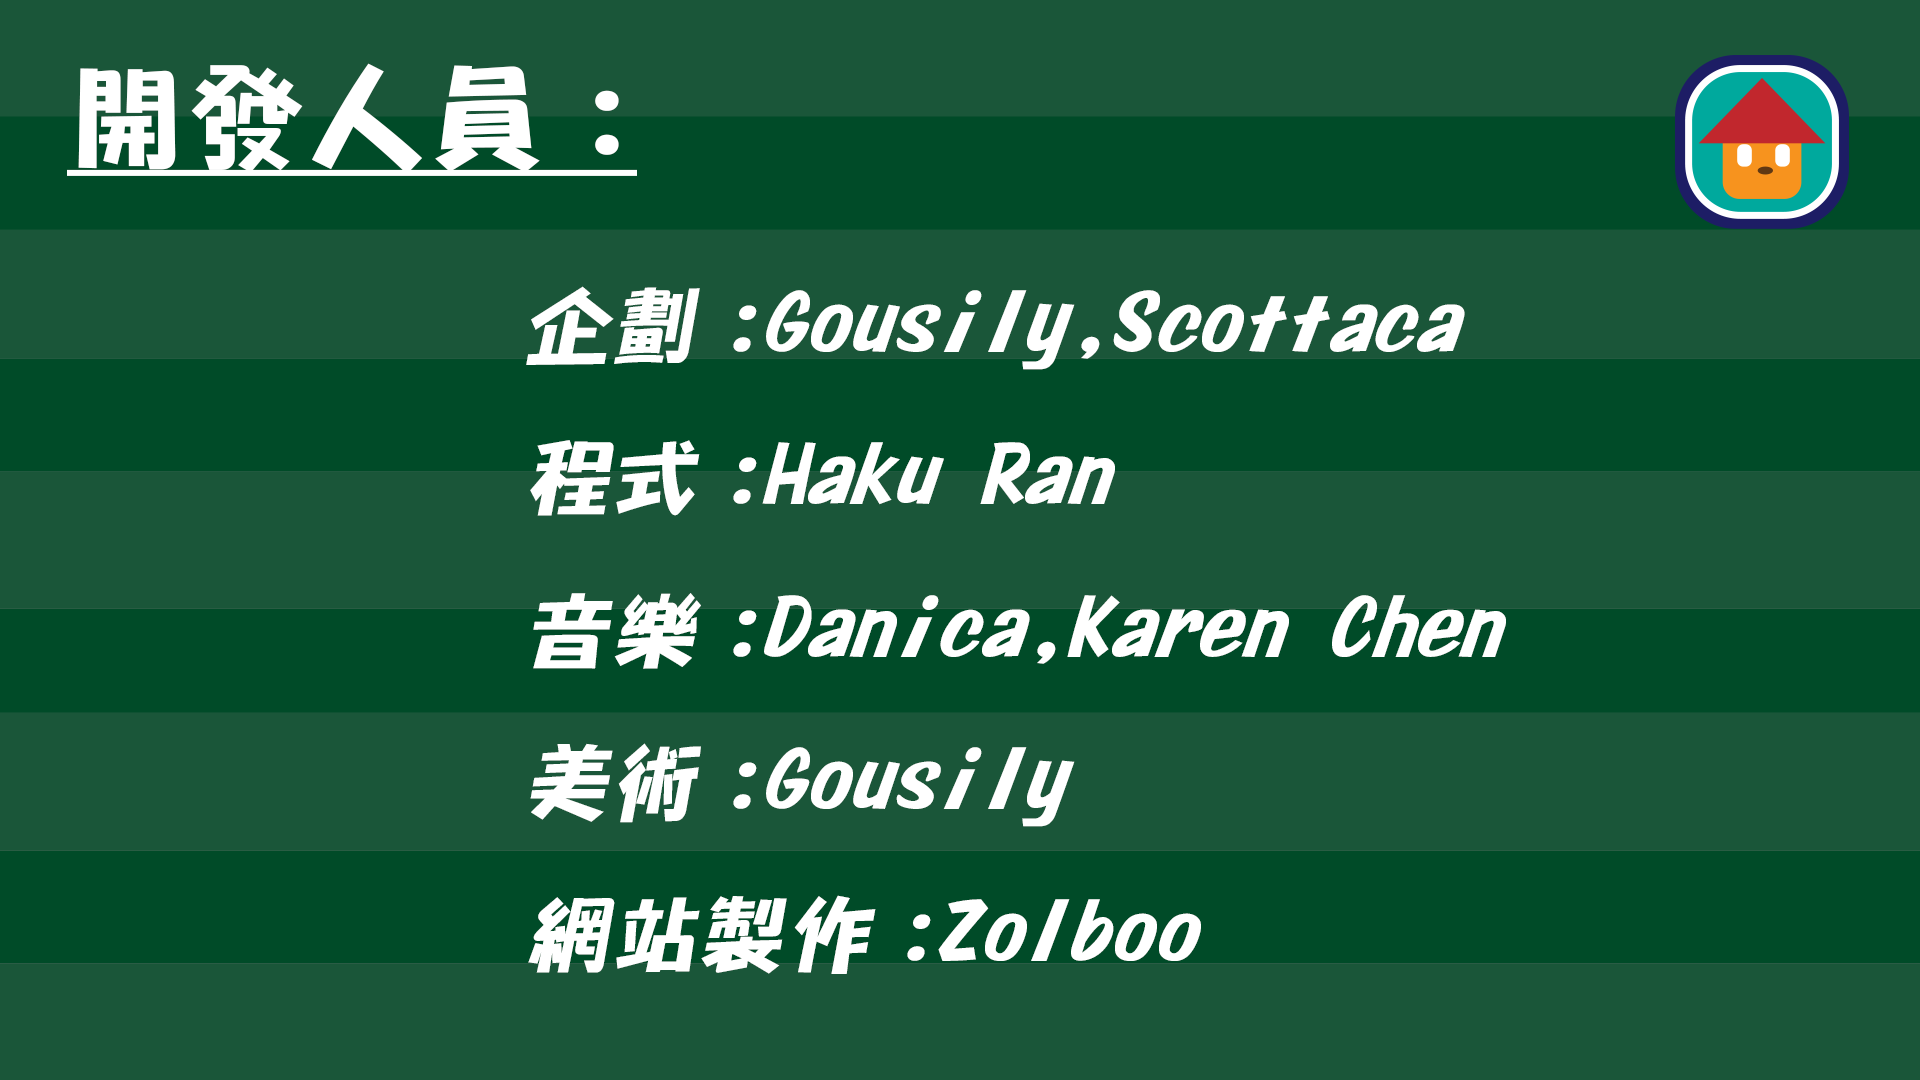 開發人員：
企劃 :Gousily,Scottaca
程式 :Haku Ran
音樂 :Danica,Karen Chen
美術 :Gousily
網站製作 :Zolboo